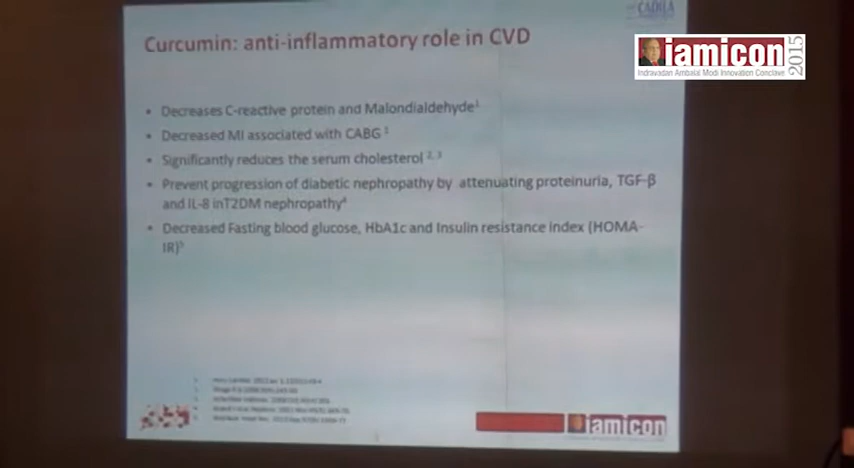 CADILA
iamicon
2015
Indravadan Ambalal Modi Innovation Conclave
Curcumin: anti-inflammatory role in CVD
• Decreases C-reactive protein and Malondialdehyde¹
• Decreased MI associated with CABG ¹
• Significantly reduces the serum cholesterol ²˒³
• Prevent progression of diabetic nephropathy by attenuating proteinuria, TGF-β
and IL-8 inT2DM nephropathy⁴
• Decreased Fasting blood glucose, HbA1c and Insulin resistance index (HOMA-
IR)⁵
iamicon